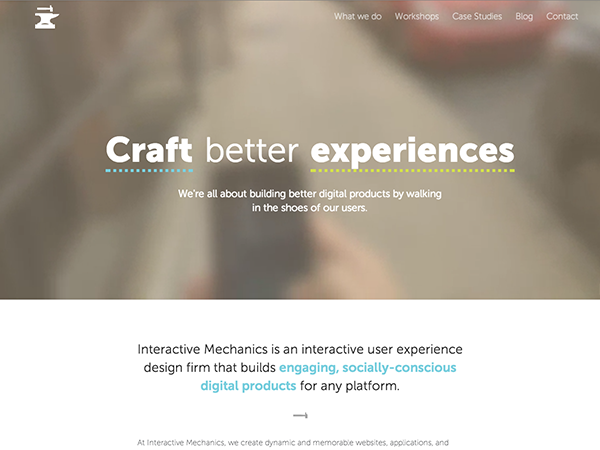 What we do Workshops Case Studies Blog Contact
Craft better experiences
We're all about building better digital products by walking
in the shoes of our users.
Interactive Mechanics is an interactive user experience
design firm that builds engaging, socially-conscious
digital products for any platform.
At Interactive Mechanics, we create dynamic and memorable websites, applications, and